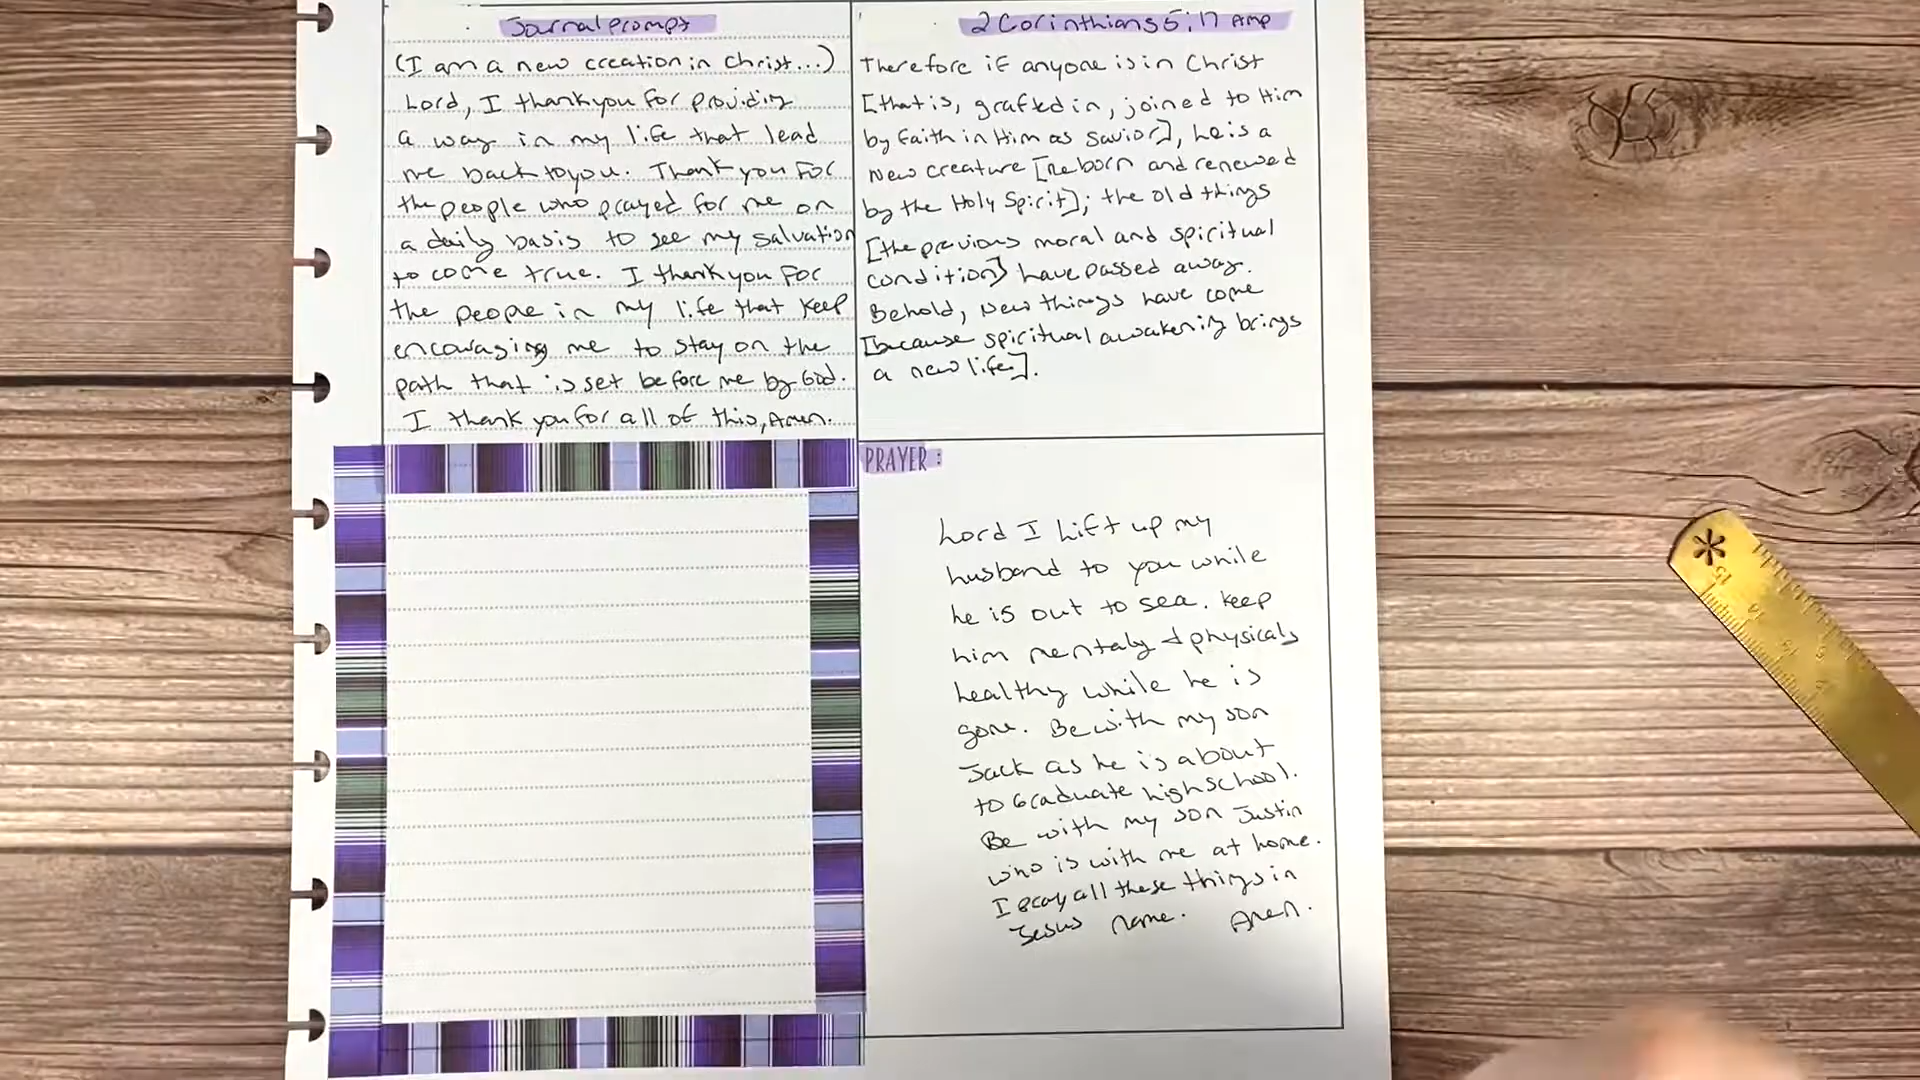 Journal prompt
(I am a new creation in Christ...)
Lord, I thank you for providing
a way in my life that lead
me back to you. Thank you For
the people who prayed for me on
a daily basis to see my salvation
to come true. I thank you For
the people in my life that keep
encouraging me to stay on the
path that is set before me by God.
I thank you for all of this, Amen.
2 Corinthians 5:17 Amp
Therefore if anyone is in Christ
[that is, grafted in, joined to Him
by Faith in Him as Savior], he is a
New creature [Reborn and renewed
by the Holy Spirit]; the old things
[the previous moral and spiritual
condition] have passed away.
Behold, New things have come
[because spiritual awakening brings
a new life].
PRAYER:
Lord I Lift up my
husband to you while
he is out to sea. Keep
him mentaly + physicaly
healthy while he is
gone. Be with my son
Jack as he is about
to Graduate highschool.
Be with my son Justin
who is with me at home.
I pray all these things in
Jesus name. Amen.
15